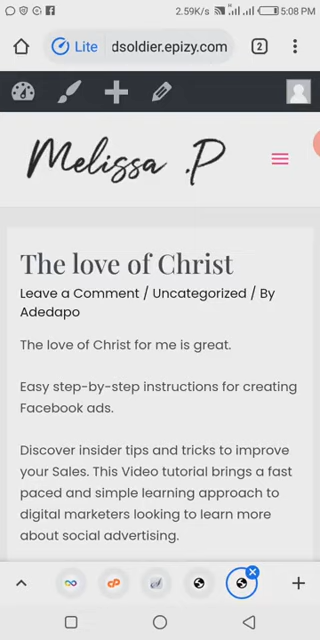 2.59K/s 5:08 PM
Lite dsoldier.epizy.com 2
Melissa .P
The love of Christ
Leave a Comment / Uncategorized / By
Adedapo
The love of Christ for me is great.
Easy step-by-step instructions for creating
Facebook ads.
Discover insider tips and tricks to improve
your Sales. This Video tutorial brings a fast
paced and simple learning approach to
digital marketers looking to learn more
about social advertising.